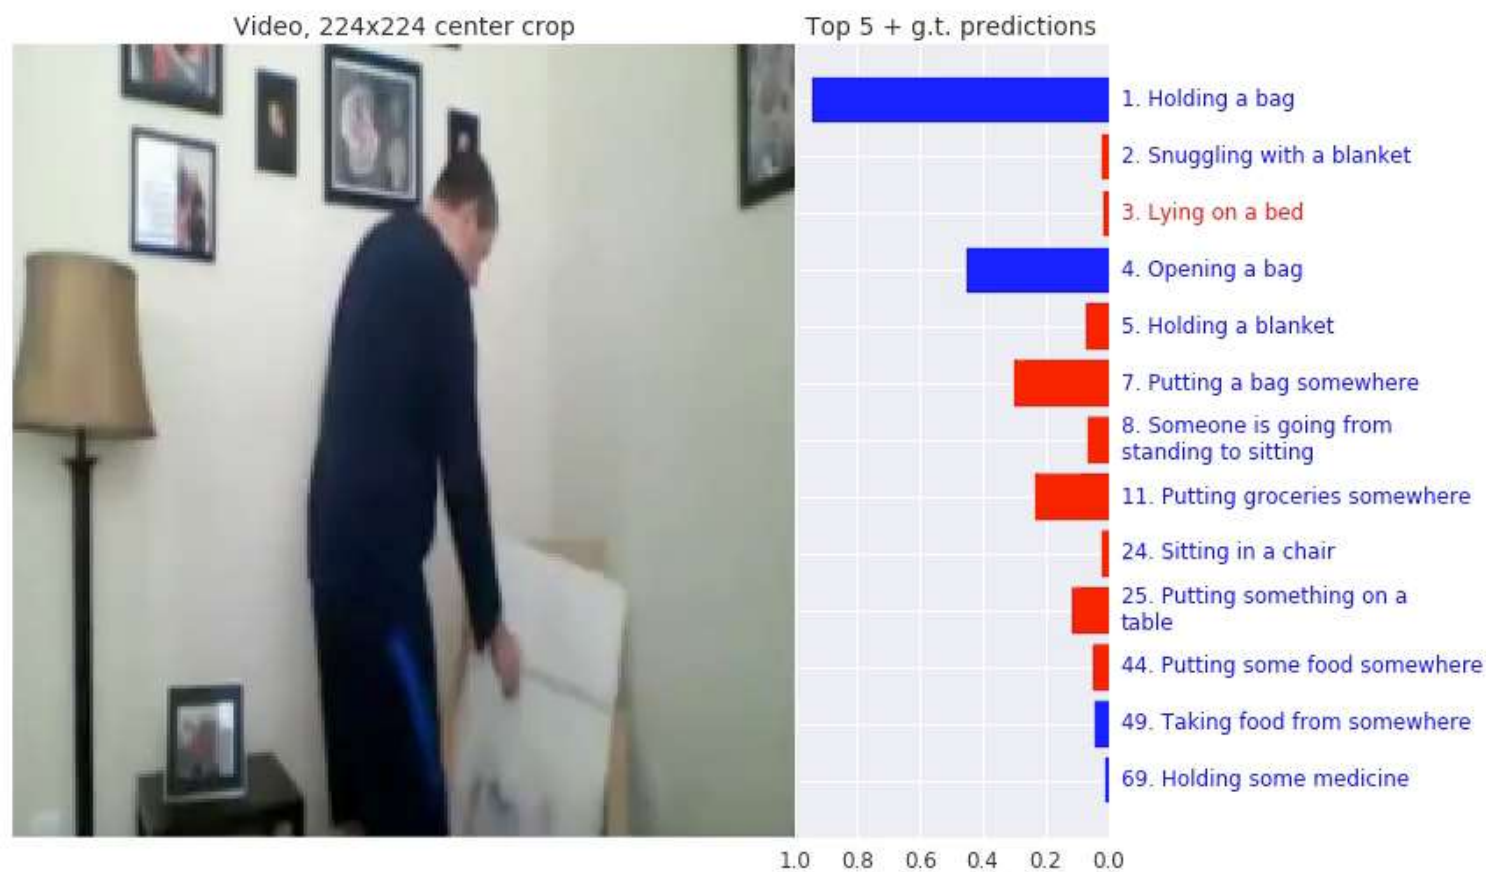 Video, 224x224 center crop
Top 5 + g.t. predictions
1. Holding a bag
2. Snuggling with a blanket
3. Lying on a bed
4. Opening a bag
5. Holding a blanket
7. Putting a bag somewhere
8. Someone is going from
standing to sitting
11. Putting groceries somewhere
24. Sitting in a chair
25. Putting something on a
table
44. Putting some food somewhere
49. Taking food from somewhere
69. Holding some medicine
1.0 0.8 0.6 0.4 0.2 0.0